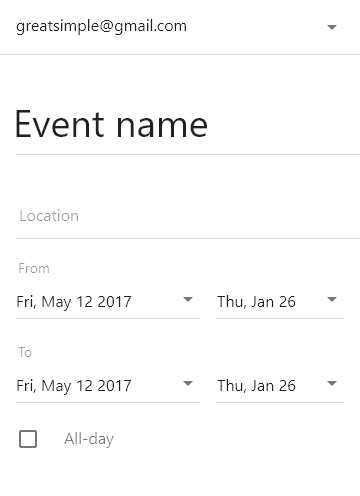 greatsimple@gmail.com
Event name
Location
From
Fri, May 12 2017 Thu, Jan 26
To
Fri, May 12 2017 Thu, Jan 26
All-day